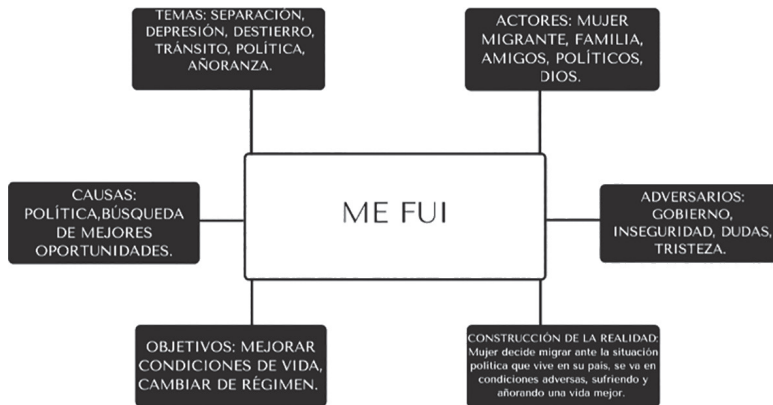 TEMAS: SEPARACIÓN,
DEPRESIÓN, DESTIERRO,
TRÁNSITO, POLÍTICA,
AÑORANZA.
ACTORES: MUJER
MIGRANTE, FAMILIA,
AMIGOS, POLÍTICOS,
DIOS.
CAUSAS:
POLÍTICA,BÚSQUEDA
DE MEJORES
OPORTUNIDADES.
ME FUI
ADVERSARIOS:
GOBIERNO,
INSEGURIDAD, DUDAS,
TRISTEZA.
OBJETIVOS: MEJORAR
CONDICIONES DE VIDA,
CAMBIAR DE RÉGIMEN.
CONSTRUCCIÓN DE LA REALIDAD:
Mujer decide migrar ante la situación
política que vive en su país, se va en
condiciones adversas, sufriendo y
añorando una vida mejor.